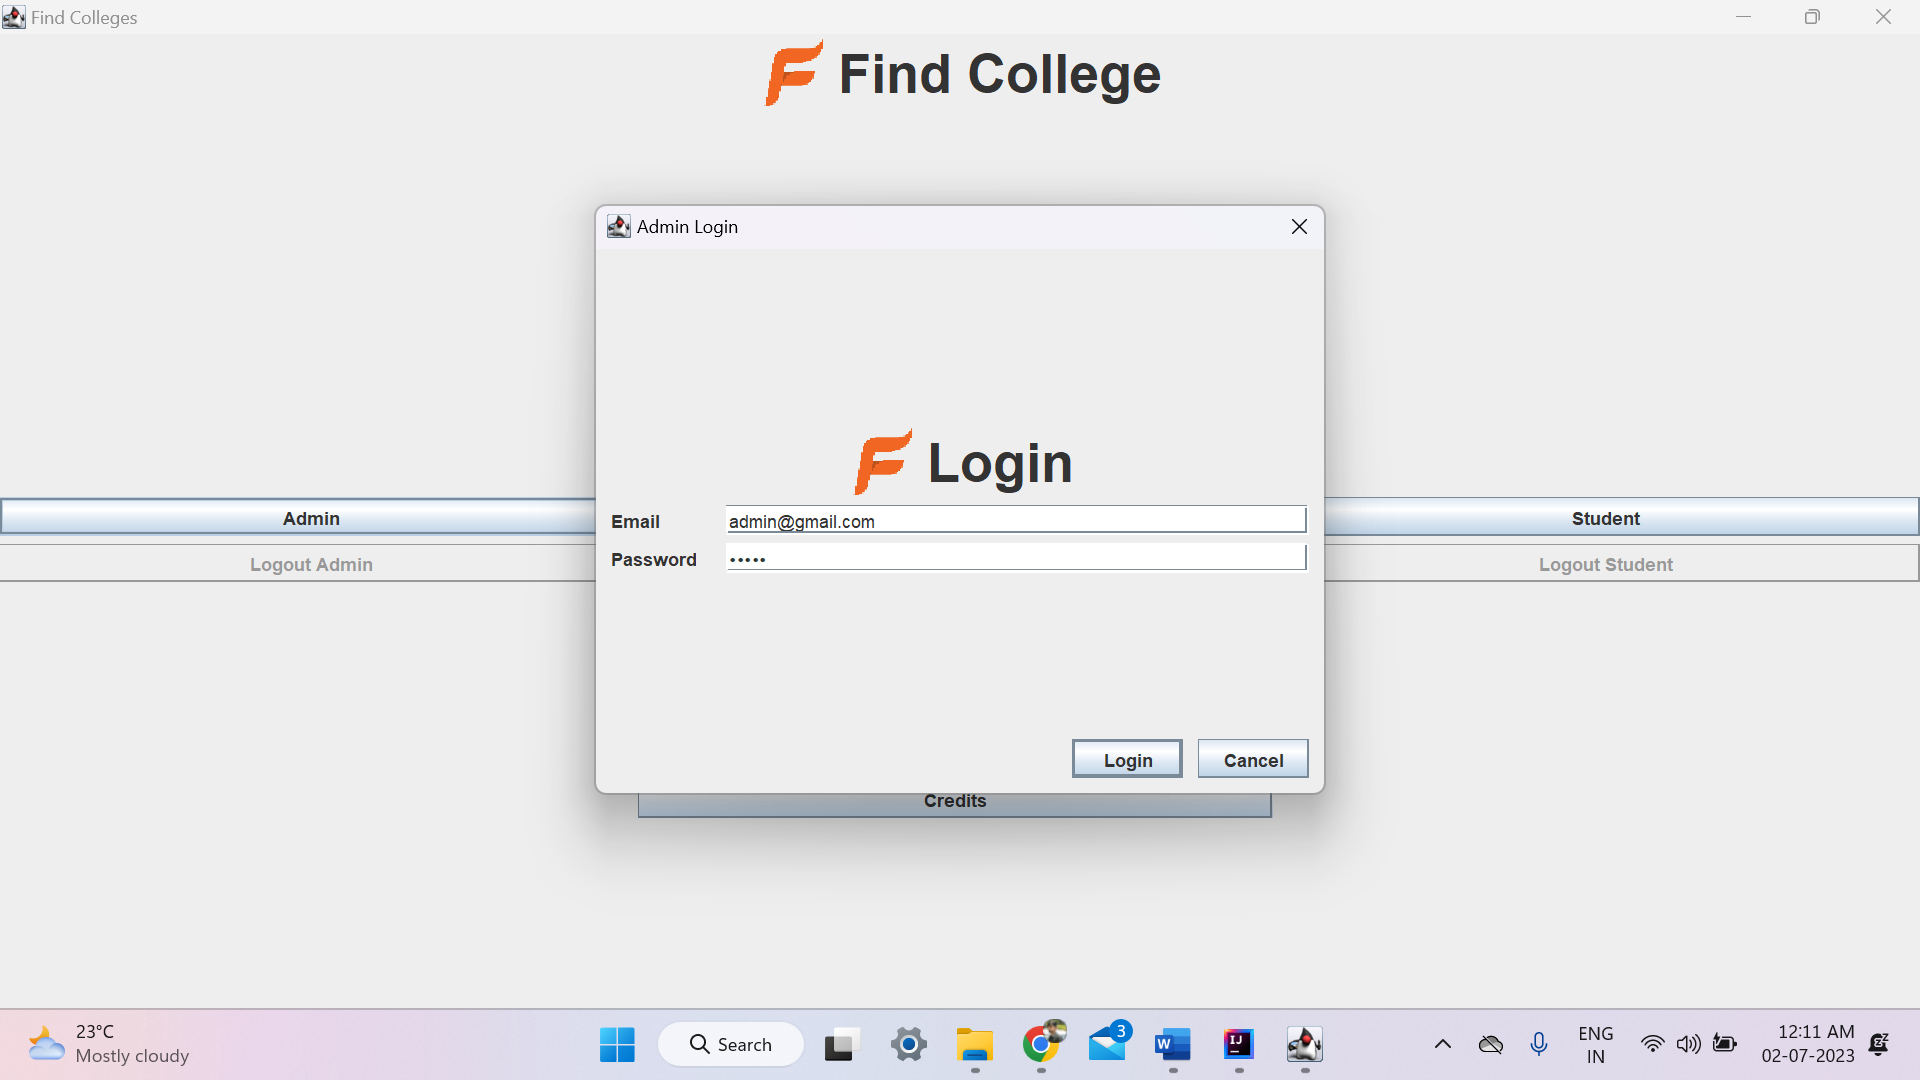 Find Colleges
Find College
Admin Login
Login
Email admin@gmail.com
Password •••••
Admin
Student
Logout Admin
Logout Student
Login
Cancel
Credits
23°C
Mostly cloudy
Search
3
W
IJ
ENG
IN
12:11 AM
02-07-2023